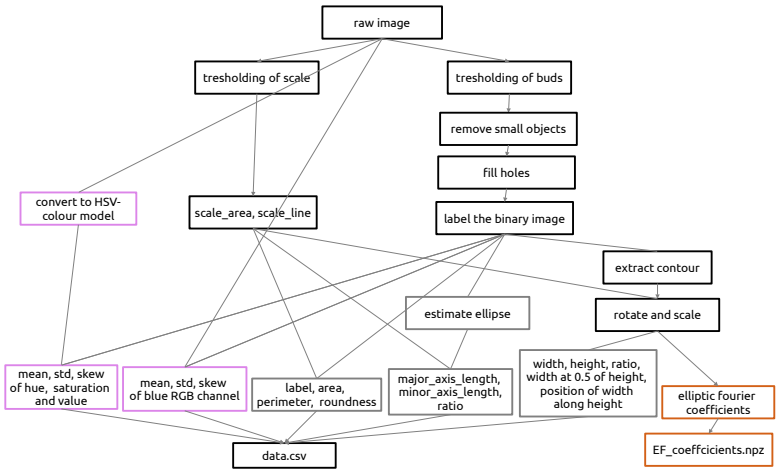 raw image
tresholding of scale
tresholding of buds
remove small objects
fill holes
convert to HSV-
colour model
scale_area, scale_line
label the binary image
extract contour
estimate ellipse
rotate and scale
mean, std, skew
of hue, saturation
and value
mean, std, skew
of blue RGB channel
label, area,
perimeter, roundness
major_axis_length,
minor_axis_length,
ratio
width, height, ratio,
width at 0.5 of height,
position of width
along height
elliptic fourier
coefficients
data.csv
EF_coeffcicients.npz